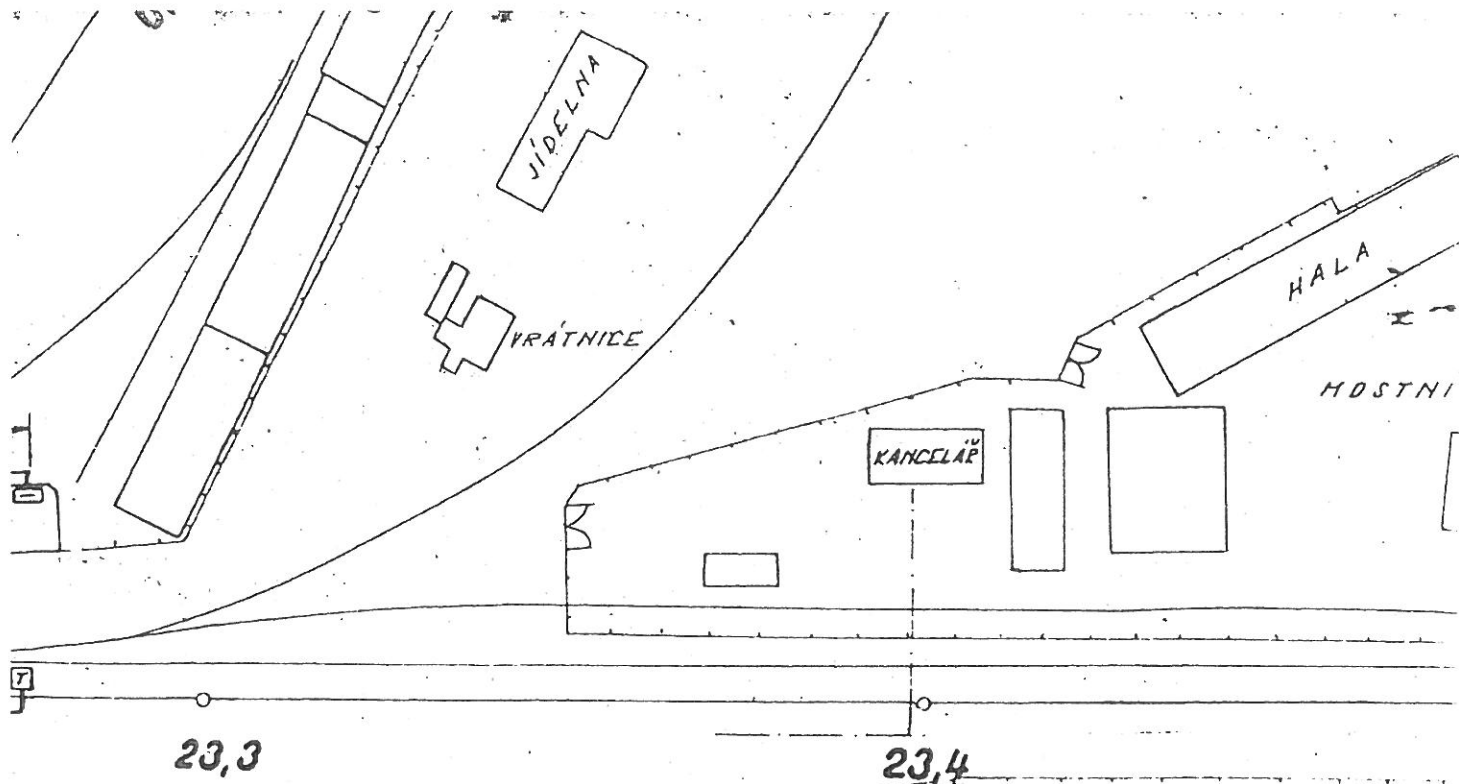 JÍDELNA
VRÁTNICE
HALA
MOSTNI
KANCELÁŘ
T
23,3
23,4